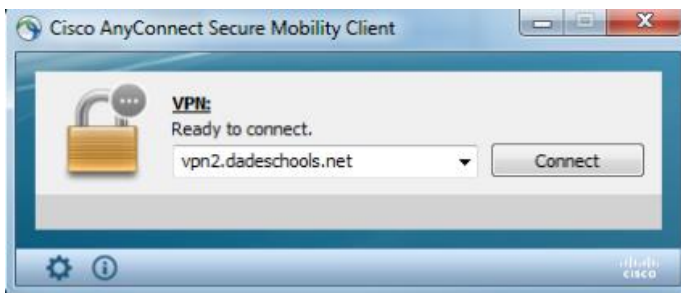 Cisco AnyConnect Secure Mobility Client
VPN:
Ready to connect.
vpn2.dadeschools.net
Connect
CISCO